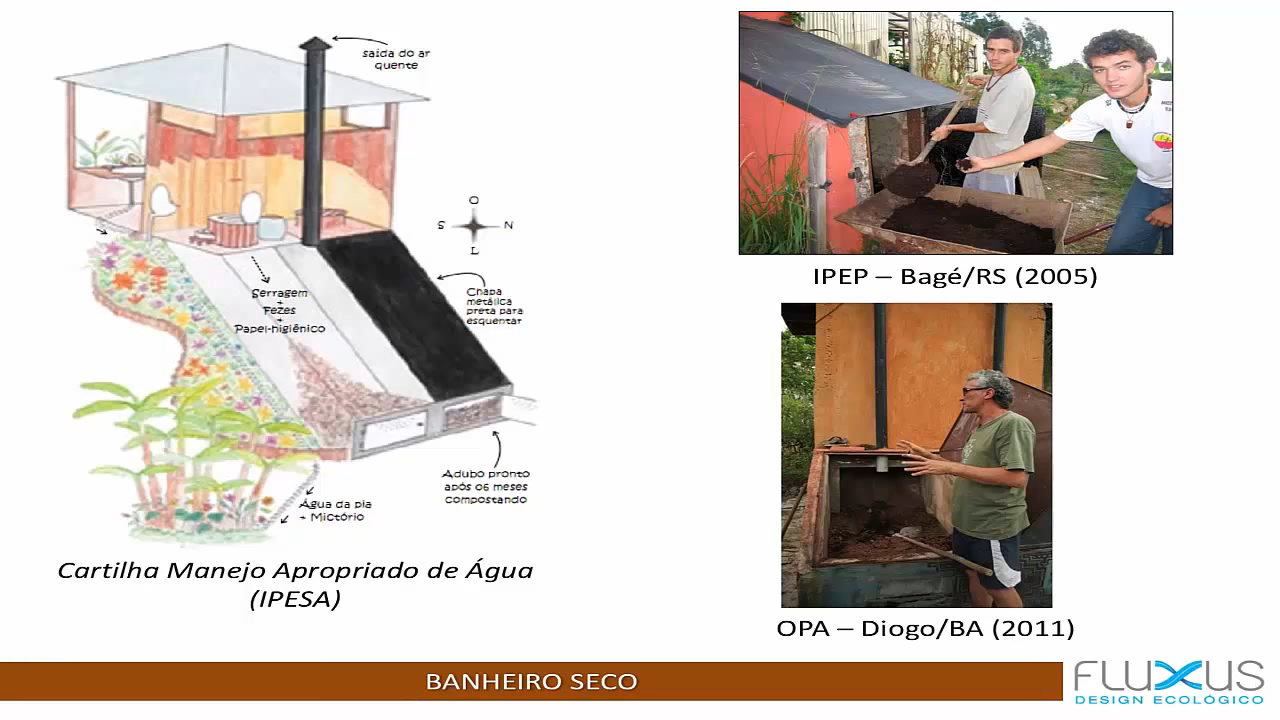 saída do ar
quente
O
S N
L
Chapa
metálica
preta para
esquentar
Serragem
+
Fezes
+
Papel-higiênico
Adubo pronto
após 06 meses
compostando
Água da pia
+ Mictório
Cartilha Manejo Apropriado de Água
(IPESA)
IPEP – Bagé/RS (2005)
OPA – Diogo/BA (2011)
BANHEIRO SECO
FLUXUS
DESIGN ECOLÓGICO